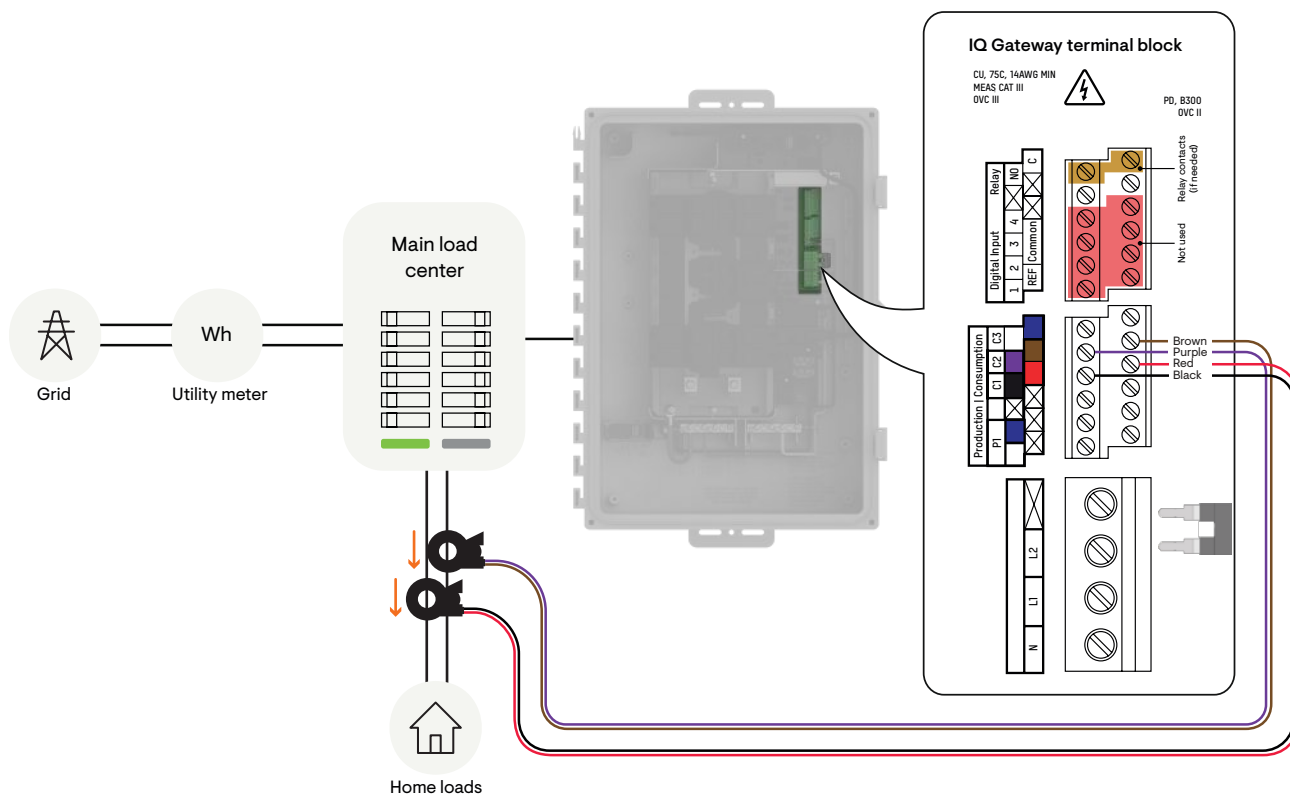 IQ Gateway terminal block
CU, 75C, 14AWG MIN
MEAS CAT III
OVC III
PD, B300
OVC II
Relay
NO
C
Digital Input
4
3
2
1
Common
REF
Relay contacts
(if needed)
Not used
Production | Consumption
C3
C2
C1
P1
Brown
Purple
Red
Black
L2
L1
N
Main load
center
Wh
Grid
Utility meter
Home loads